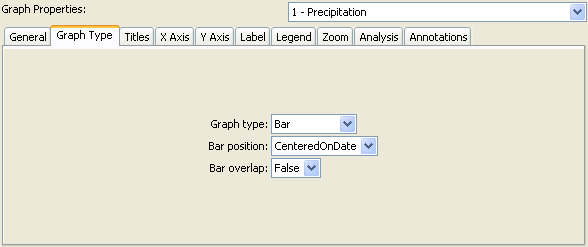 Graph Properties: 1 - Precipitation
General Graph Type Titles X Axis Y Axis Label Legend Zoom Analysis Annotations
Graph type: Bar
Bar position: CenteredOnDate
Bar overlap: False